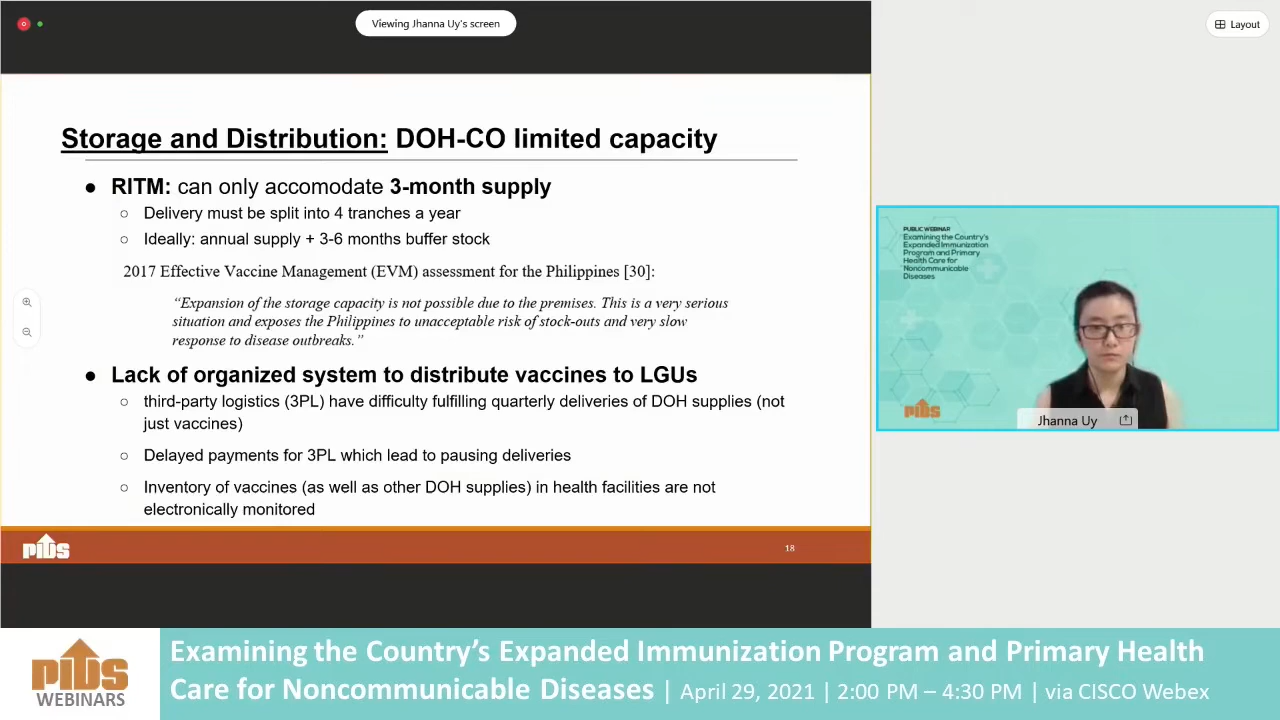 Viewing Jhanna Uy's screen
Layout
Storage and Distribution: DOH-CO limited capacity
● RITM: can only accomodate 3-month supply
○ Delivery must be split into 4 tranches a year
○ Ideally: annual supply + 3-6 months buffer stock
2017 Effective Vaccine Management (EVM) assessment for the Philippines [30]:
“Expansion of the storage capacity is not possible due to the premises. This is a very serious
situation and exposes the Philippines to unacceptable risk of stock-outs and very slow
response to disease outbreaks.”
● Lack of organized system to distribute vaccines to LGUs
○ third-party logistics (3PL) have difficulty fulfilling quarterly deliveries of DOH supplies (not
just vaccines)
○ Delayed payments for 3PL which lead to pausing deliveries
○ Inventory of vaccines (as well as other DOH supplies) in health facilities are not
electronically monitored
PIDS
18
PUBLIC WEBINAR
Examining the Country's
Expanded Immunization
Program and Primary
Health Care for
Noncommunicable
Diseases
PIDS
Jhanna Uy
PIDS
WEBINARS
Examining the Country’s Expanded Immunization Program and Primary Health
Care for Noncommunicable Diseases | April 29, 2021 | 2:00 PM – 4:30 PM | via CISCO Webex